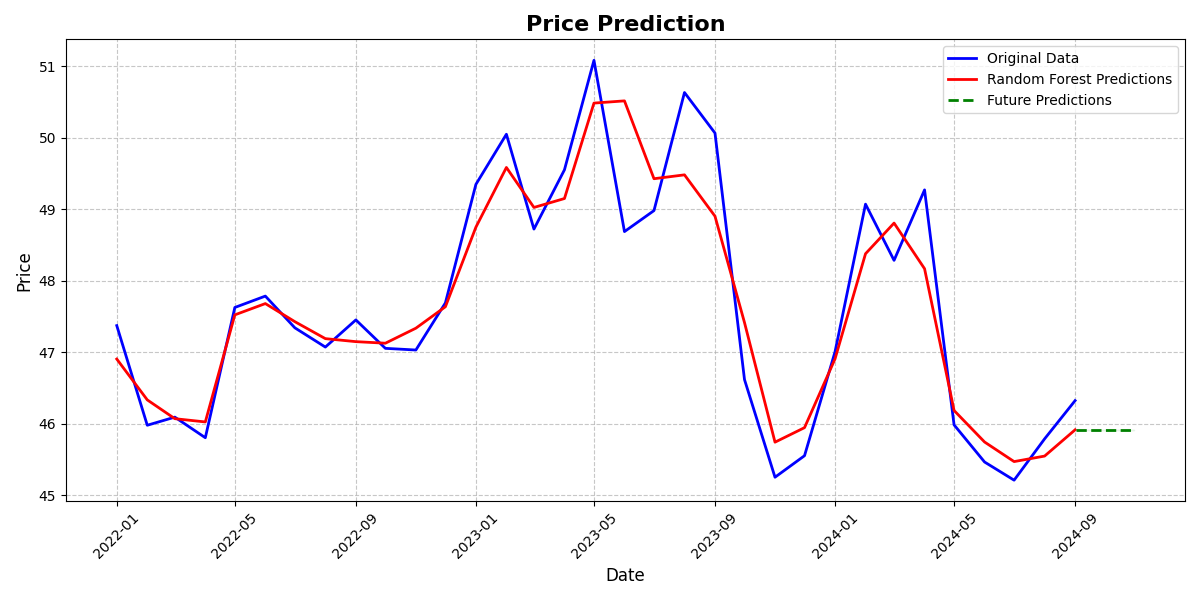 Price Prediction
Original Data
Random Forest Predictions
Future Predictions
Price
51
50
49
48
47
46
45
2022-01
2022-05
2022-09
2023-01
2023-05
2023-09
2024-01
2024-05
2024-09
Date